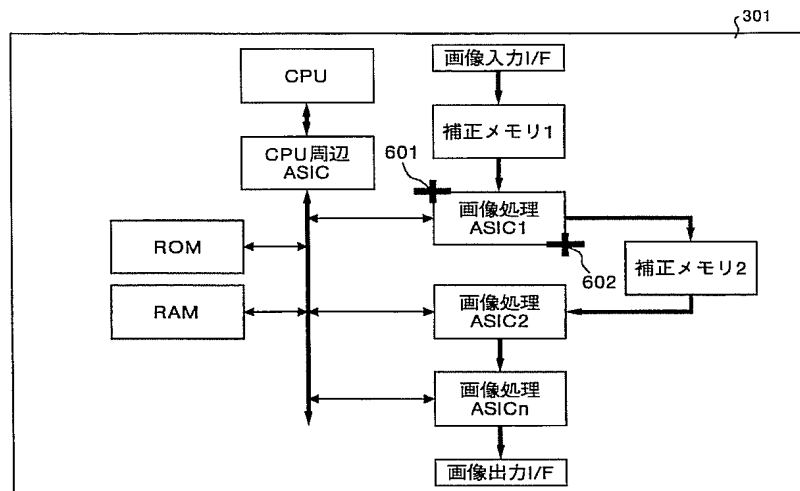 301
画像入力I/F
CPU
補正メモリ1
CPU周辺
ASIC
601
画像処理
ASIC1
ROM
602
補正メモリ2
RAM
画像処理
ASIC2
画像処理
ASICn
画像出力I/F